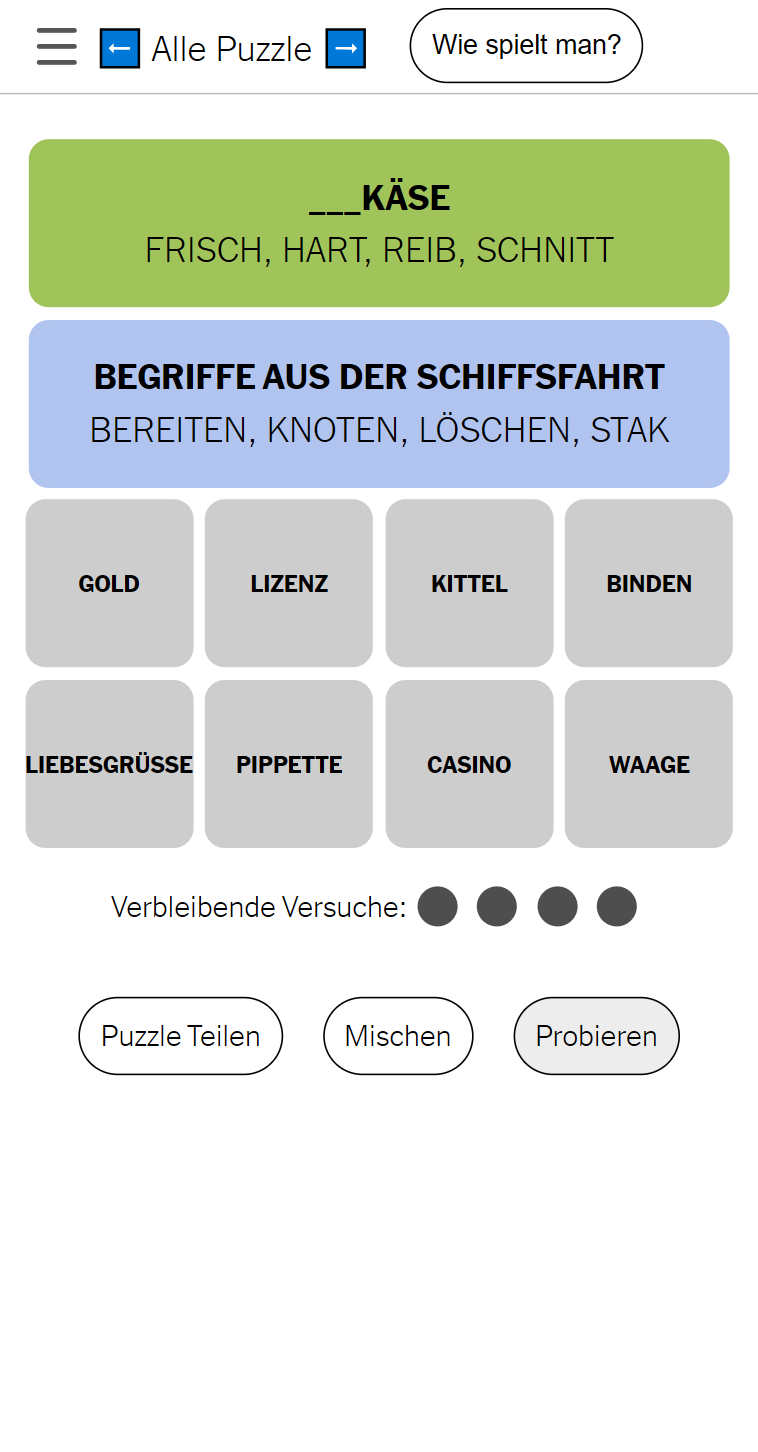 Alle Puzzle
Wie spielt man?
___KÄSE
FRISCH, HART, REIB, SCHNITT
BEGRIFFE AUS DER SCHIFFSFAHRT
BEREITEN, KNOTEN, LÖSCHEN, STAK
GOLD LIZENZ KITTEL BINDEN
LIEBESGRÜSSE PIPPETTE CASINO WAAGE
Verbleibende Versuche:
Puzzle Teilen Mischen Probieren